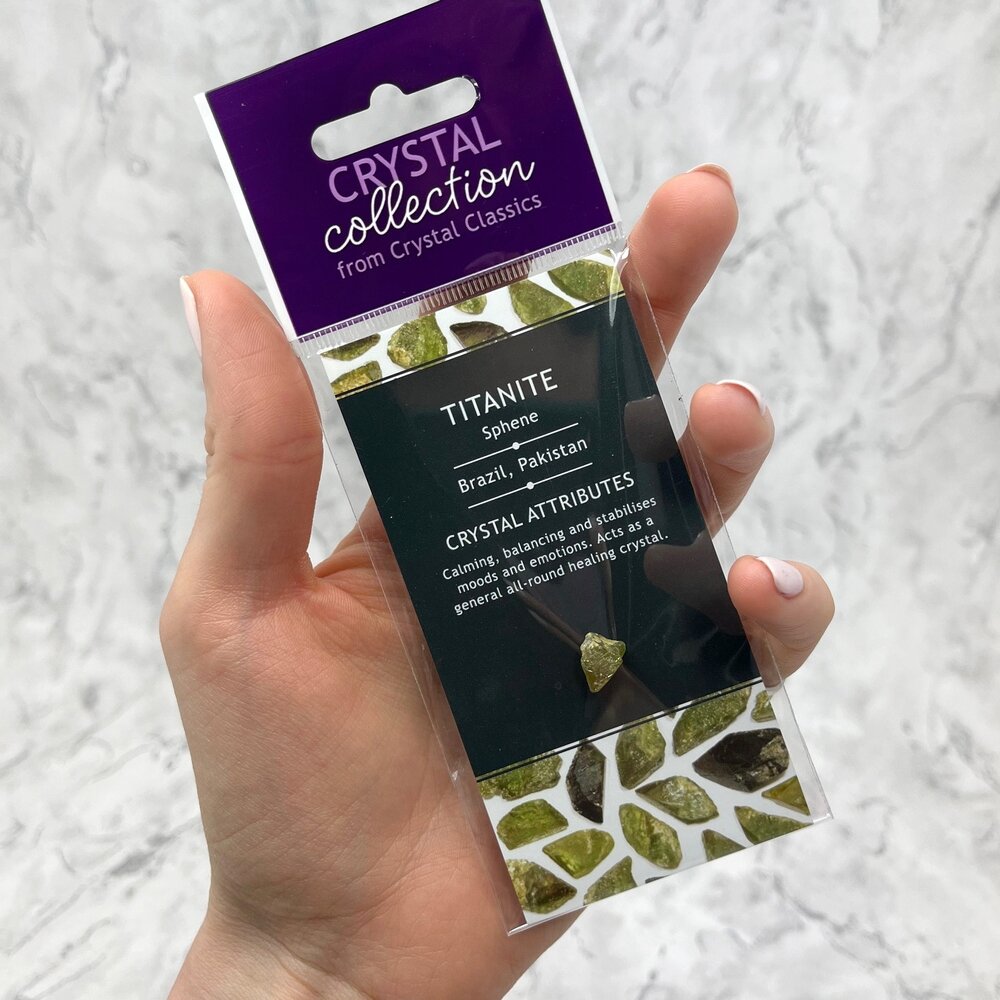 CRYSTAL
collection
from Crystal Classics
TITANITE
Sphene
Brazil, Pakistan
CRYSTAL ATTRIBUTES
Calming, balancing and stabilises
moods and emotions. Acts as a
general all-round healing crystal.